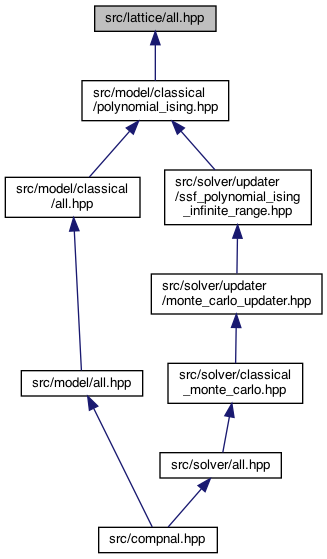 src/lattice/all.hpp
src/model/classical
/polynomial_ising.hpp
src/model/classical
/all.hpp
src/solver/updater
/ssf_polynomial_ising
_infinite_range.hpp
src/solver/updater
/monte_carlo_updater.hpp
src/model/all.hpp
src/solver/classical
_monte_carlo.hpp
src/solver/all.hpp
src/compnal.hpp